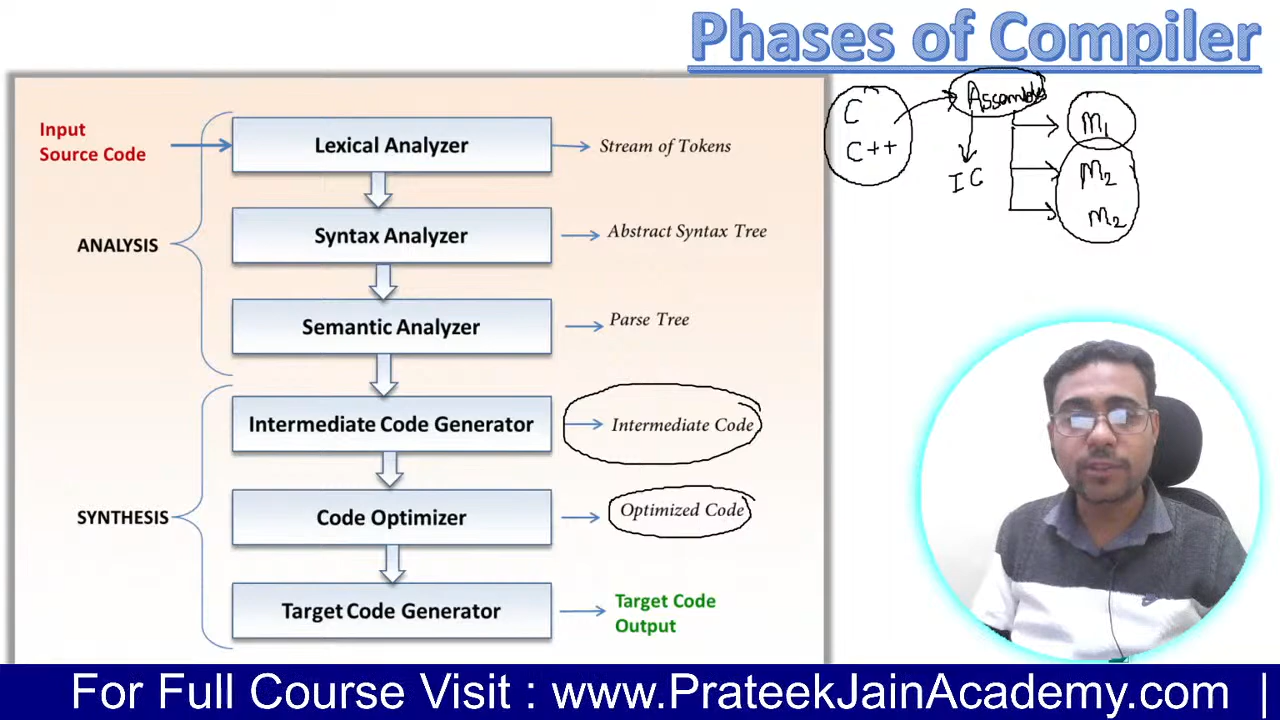 Phases of Compiler
Input
Source Code
Lexical Analyzer
Stream of Tokens
Syntax Analyzer
Abstract Syntax Tree
ANALYSIS
Semantic Analyzer
Parse Tree
Intermediate Code Generator
Intermediate Code
SYNTHESIS
Code Optimizer
Optimized Code
Target Code Generator
Target Code
Output
C
C++
IC
M1
M2
M2
For Full Course Visit : www.PrateekJainAcademy.com |